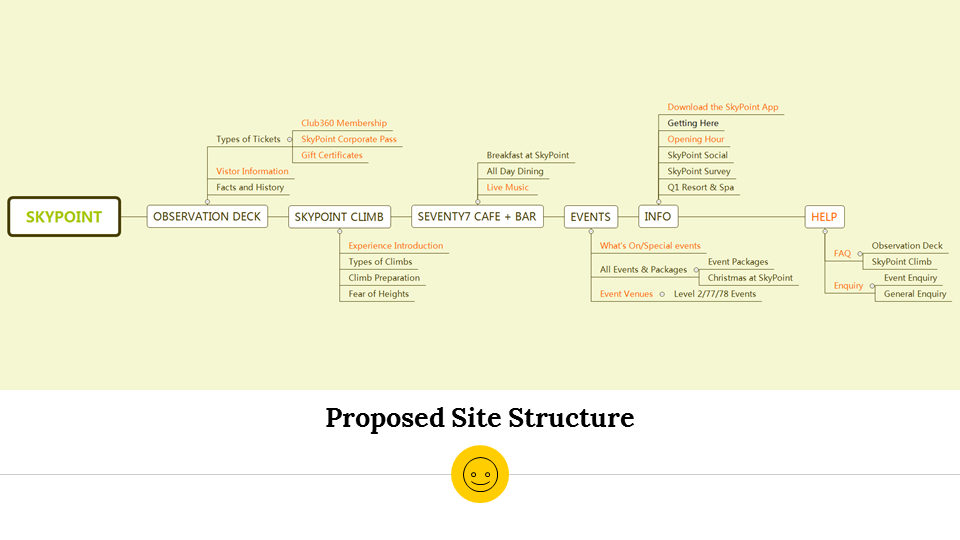 SKYPOINT
OBSERVATION DECK
Types of Tickets
Club360 Membership
SkyPoint Corporate Pass
Gift Certificates
Vistor Information
Facts and History
SKYPOINT CLIMB
Experience Introduction
Types of Climbs
Climb Preparation
Fear of Heights
SEVENTY7 CAFE + BAR
Breakfast at SkyPoint
All Day Dining
Live Music
EVENTS
What's On/Special events
All Events & Packages
Event Packages
Christmas at SkyPoint
Event Venues
Level 2/77/78 Events
INFO
Download the SkyPoint App
Getting Here
Opening Hour
SkyPoint Social
SkyPoint Survey
Q1 Resort & Spa
HELP
FAQ
Observation Deck
SkyPoint Climb
Enquiry
Event Enquiry
General Enquiry
Proposed Site Structure